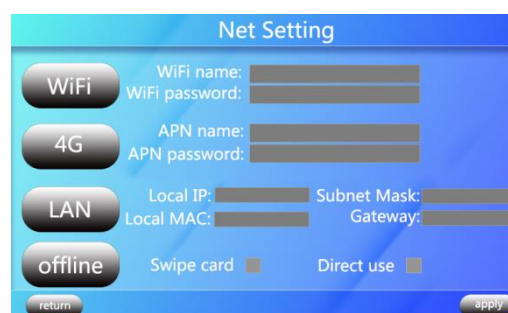 Net Setting
WiFi
WiFi name:
WiFi password:
4G
APN name:
APN password:
LAN
Local IP:
Subnet Mask:
Local MAC:
Gateway:
offline
Swipe card
Direct use
return
apply